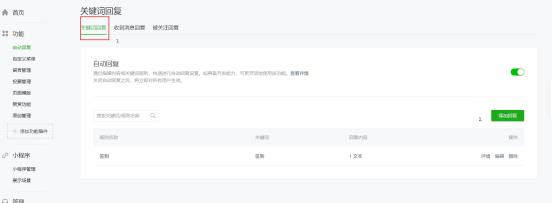 首页
功能
自动回复
自定义菜单
留言管理
投票管理
页面模板
赞赏功能
原创管理
+ 添加功能插件
小程序
小程序管理
展示场景
关键词回复
关键词回复 收到消息回复 被关注回复
1.
自动回复
通过编辑内容或关键词规则，快速进行自动回复设置。如具备开发能力，可更灵活地使用该功能。查看详情
关闭自动回复之后，将立即对所有用户生效。
搜索关键词/规则名称
2.
添加回复
规则名称 关键词 回复内容 操作
签到 签到 1 文本 详情 编辑 删除